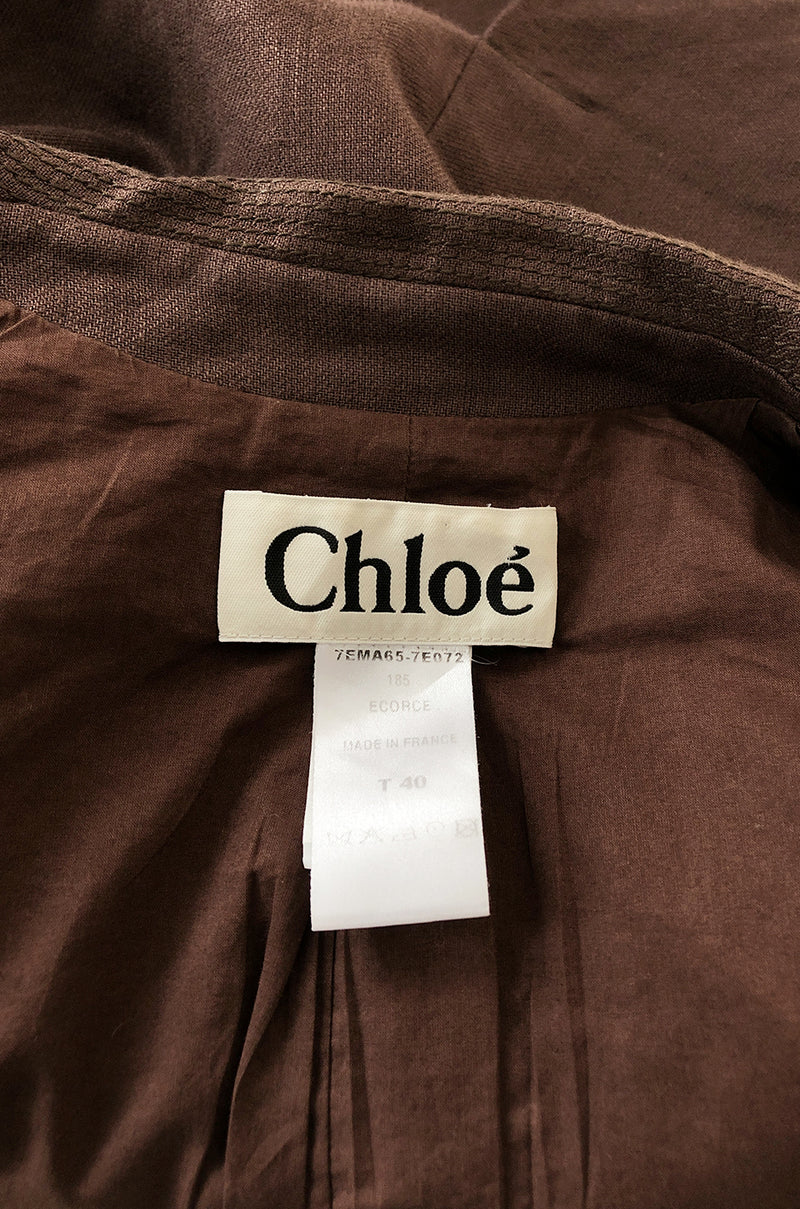 Chloé
7EMA65-7E072
185
ECORCE
MADE IN FRANCE
T 40